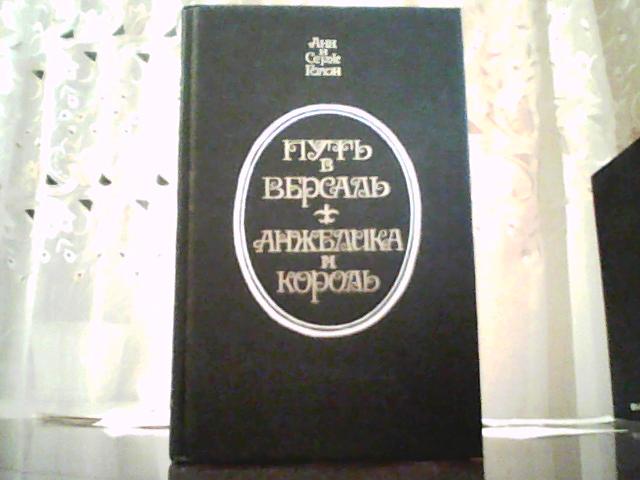 Анн
и
Серж
Голон
ПУТЬ
В
ВЕРСАЛЬ
АНЖЕЛИКА
И
КОРОЛЬ